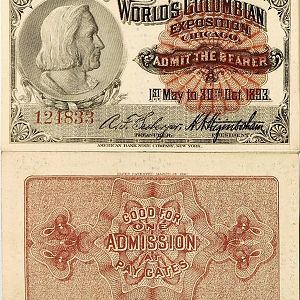 WORLD'S COLUMBIAN
EXPOSITION
CHICAGO
ADMIT THE BEARER
A
1ST May to 30TH Oct. 1893
124833
TREASURER. PRESIDENT.
AMERICAN BANK NOTE COMPANY, NEW YORK.
GOOD FOR
ONE
ADMISSION
AT
PAY GATES